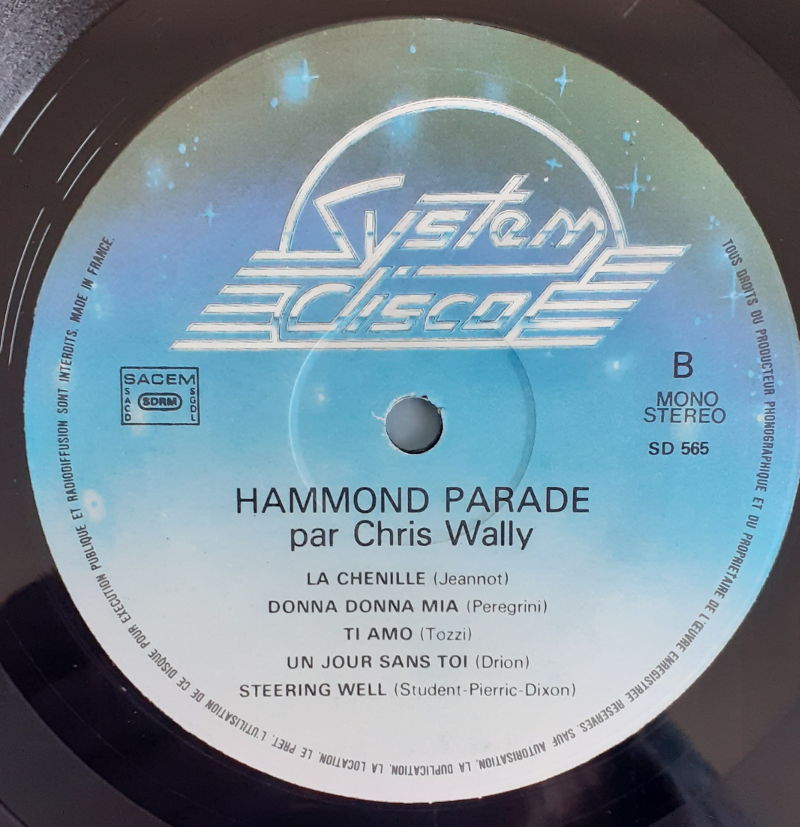 System
disco
SACEM
SACD
SDRM
SGDL
B
MONO
STEREO
SD 565
HAMMOND PARADE
par Chris Wally
LA CHENILLE (Jeannot)
DONNA DONNA MIA (Peregrini)
TI AMO (Tozzi)
UN JOUR SANS TOI (Drion)
STEERING WELL (Student-Pierric-Dixon)
TOUS DROITS DU PRODUCTEUR PHONOGRAPHIQUE ET DU PROPRIETAIRE DE L'ŒUVRE ENREGISTREE RESERVES. SAUF AUTORISATION, LA DUPLICATION, LA LOCATION, LE PRET, L'UTILISATION DE CE DISQUE POUR EXECUTION PUBLIQUE ET RADIODIFFUSION SONT INTERDITS. MADE IN FRANCE.